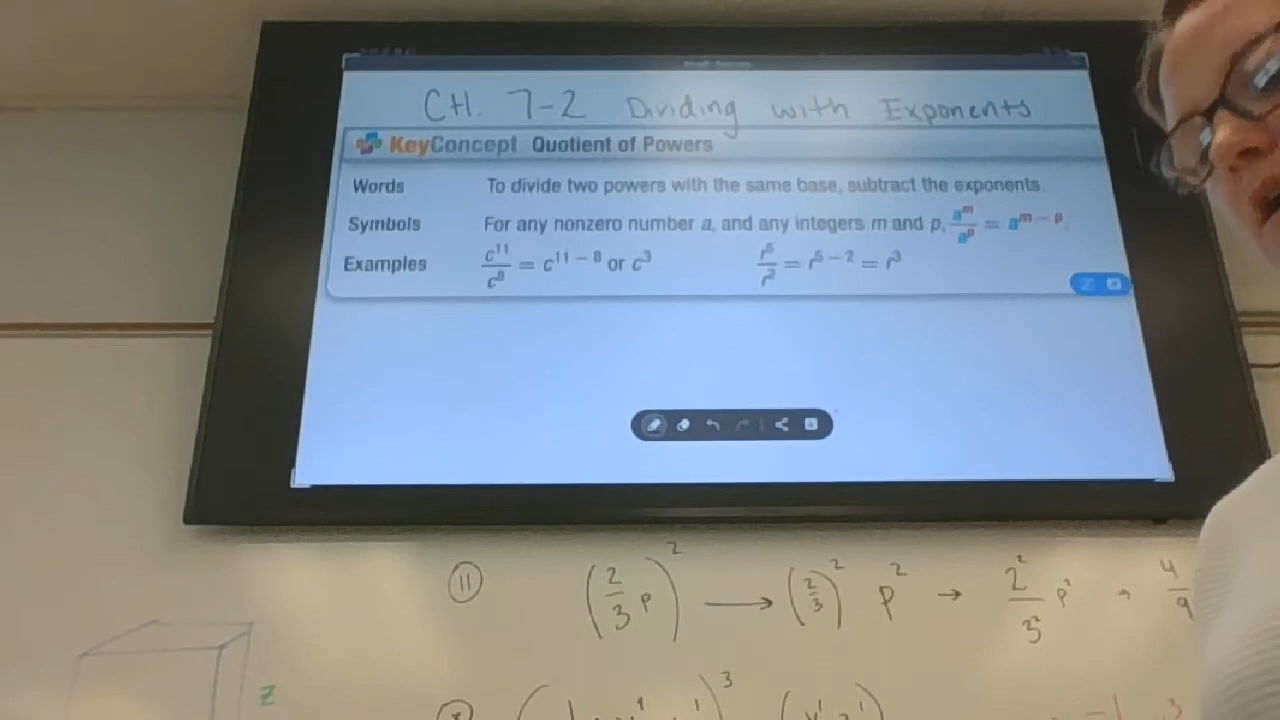 CH. 7-2 Dividing with Exponents
KeyConcept Quotient of Powers
Words To divide two powers with the same base, subtract the exponents.
Symbols For any nonzero number a, and any integers m and p, a^m/a^p = a^(m − p).
Examples c^11/c^8 = c^(11 − 8) or c^3 r^5/r^2 = r^(5 − 2) = r^3
11 (2/3 p)^2 → (2/3)^2 p^2 → 2^2/3^2 p^2 → 4/9
z